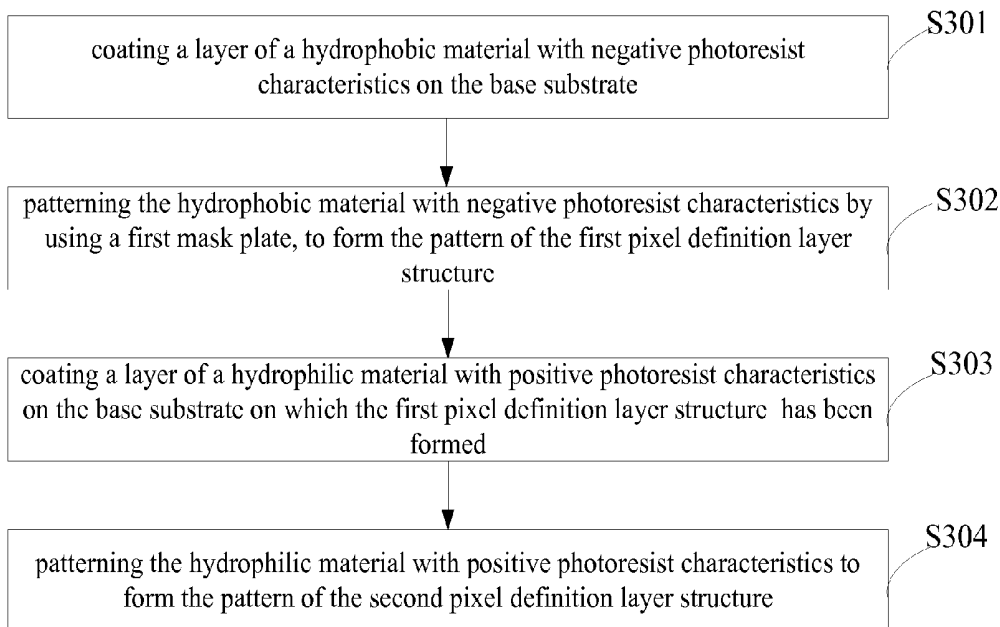 S301
coating a layer of a hydrophobic material with negative photoresist
characteristics on the base substrate
S302
patterning the hydrophobic material with negative photoresist characteristics by
using a first mask plate, to form the pattern of the first pixel definition layer
structure
S303
coating a layer of a hydrophilic material with positive photoresist characteristics
on the base substrate on which the first pixel definition layer structure has been
formed
S304
patterning the hydrophilic material with positive photoresist characteristics to
form the pattern of the second pixel definition layer structure